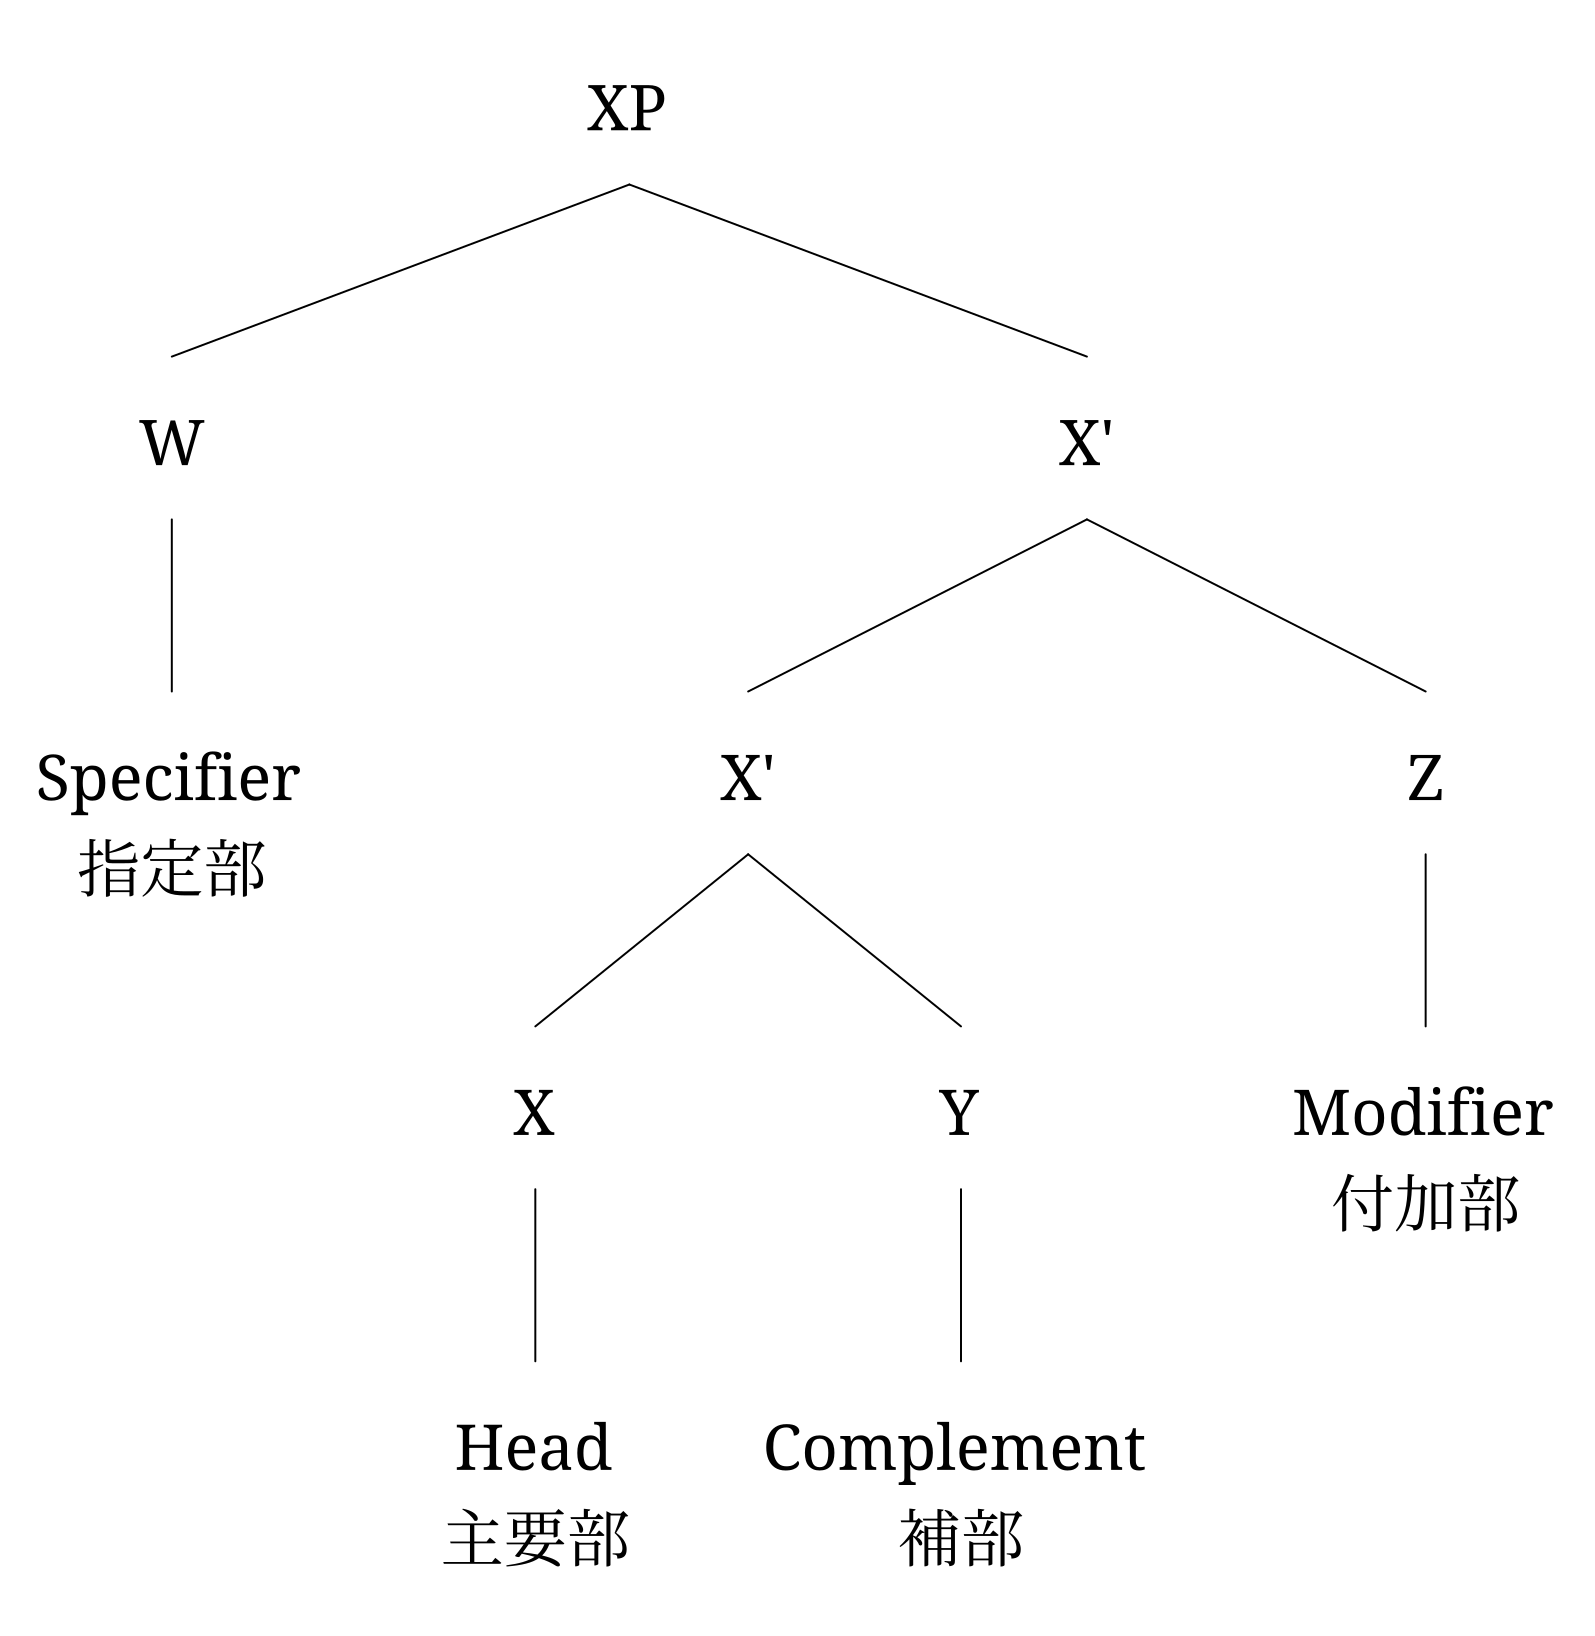 XP
W
X'
Specifier
指定部
X'
Z
X
Y
Modifier
付加部
Head
主要部
Complement
補部